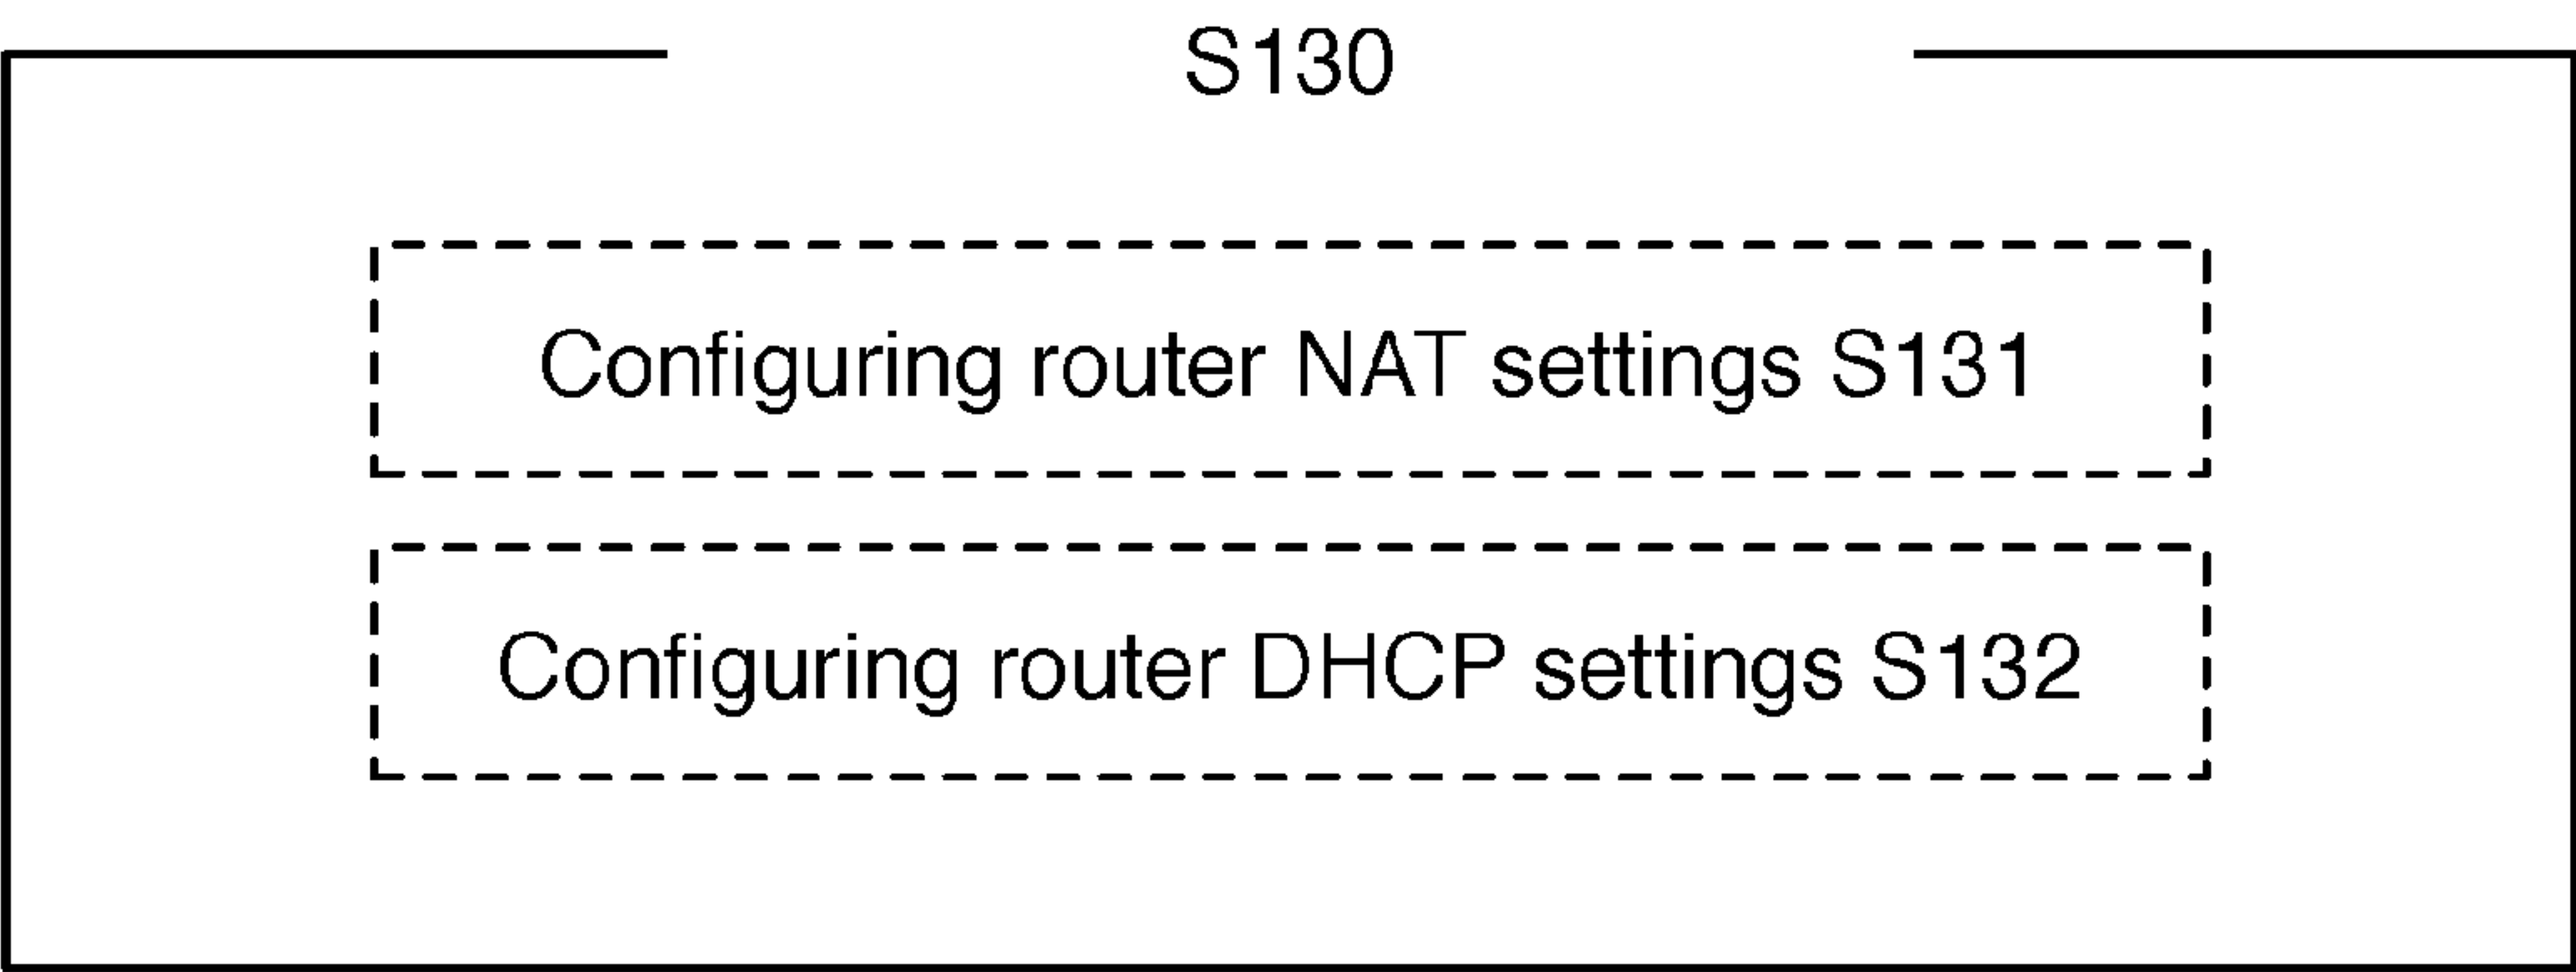 S130
Configuring router NAT settings S131
Configuring router DHCP settings S132